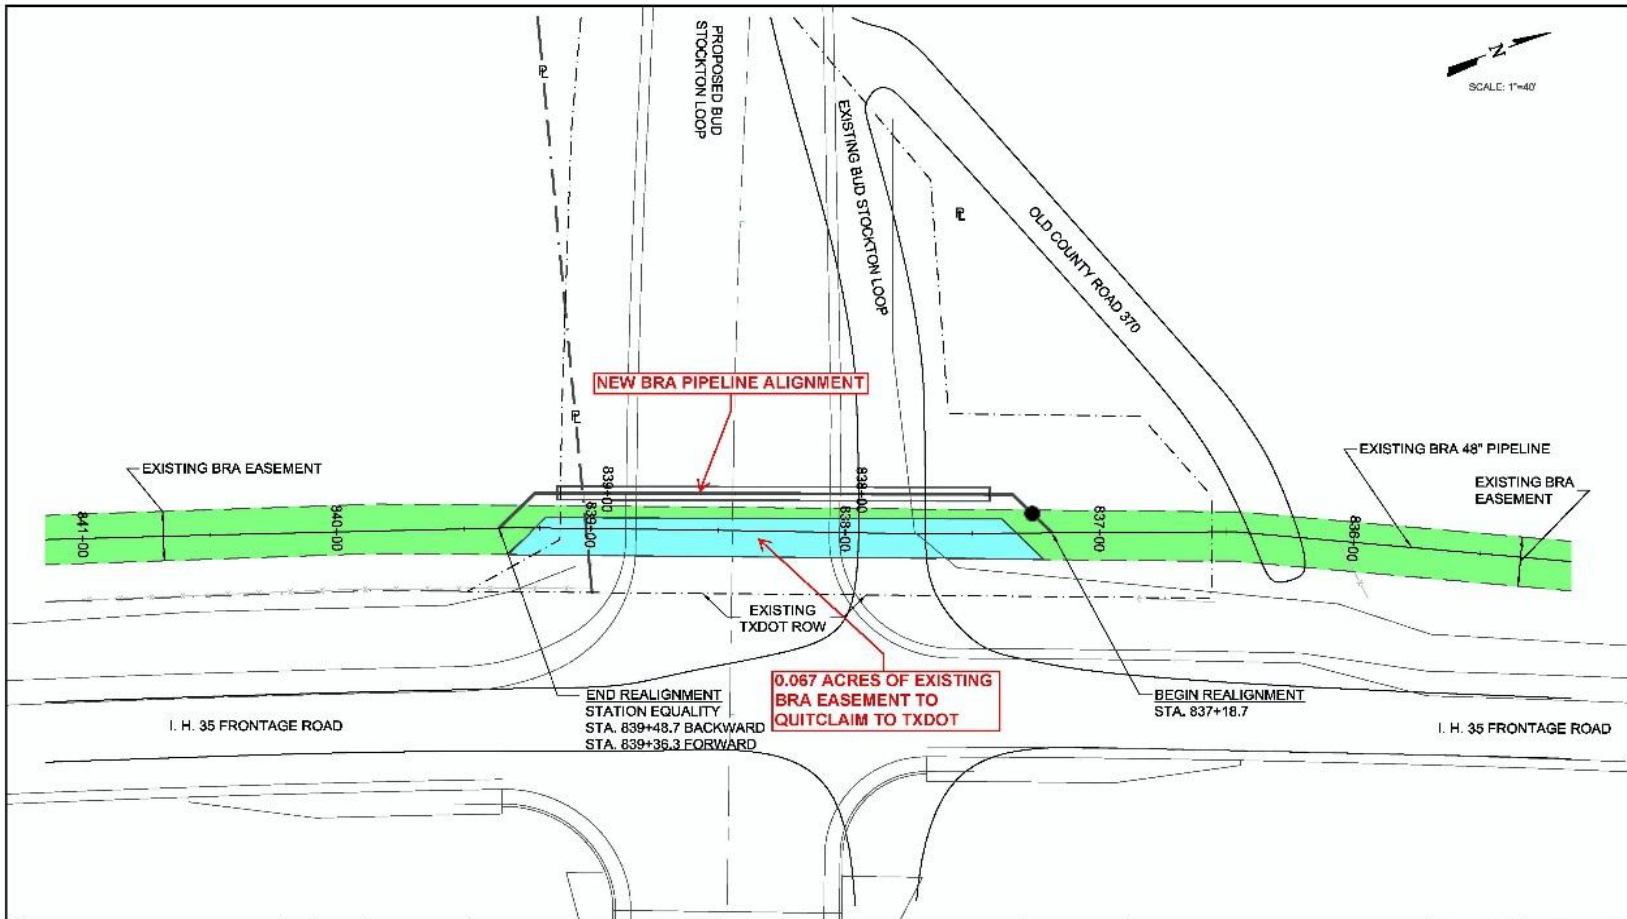 PROPOSED BUD
STOCKTON LOOP
EXISTING BUD STOCKTON LOOP
OLD COUNTY ROAD 370
N
SCALE: 1"=40'
PL
PL
PL
NEW BRA PIPELINE ALIGNMENT
EXISTING BRA EASEMENT
EXISTING BRA 48" PIPELINE
EXISTING BRA
EASEMENT
839+00
838+00
841+00
840+00
839+00
838+00
837+00
836+00
EXISTING
TXDOT ROW
0.067 ACRES OF EXISTING
BRA EASEMENT TO
QUITCLAIM TO TXDOT
END REALIGNMENT
STATION EQUALITY
STA. 839+48.7 BACKWARD
STA. 839+36.3 FORWARD
BEGIN REALIGNMENT
STA. 837+18.7
I. H. 35 FRONTAGE ROAD
I. H. 35 FRONTAGE ROAD